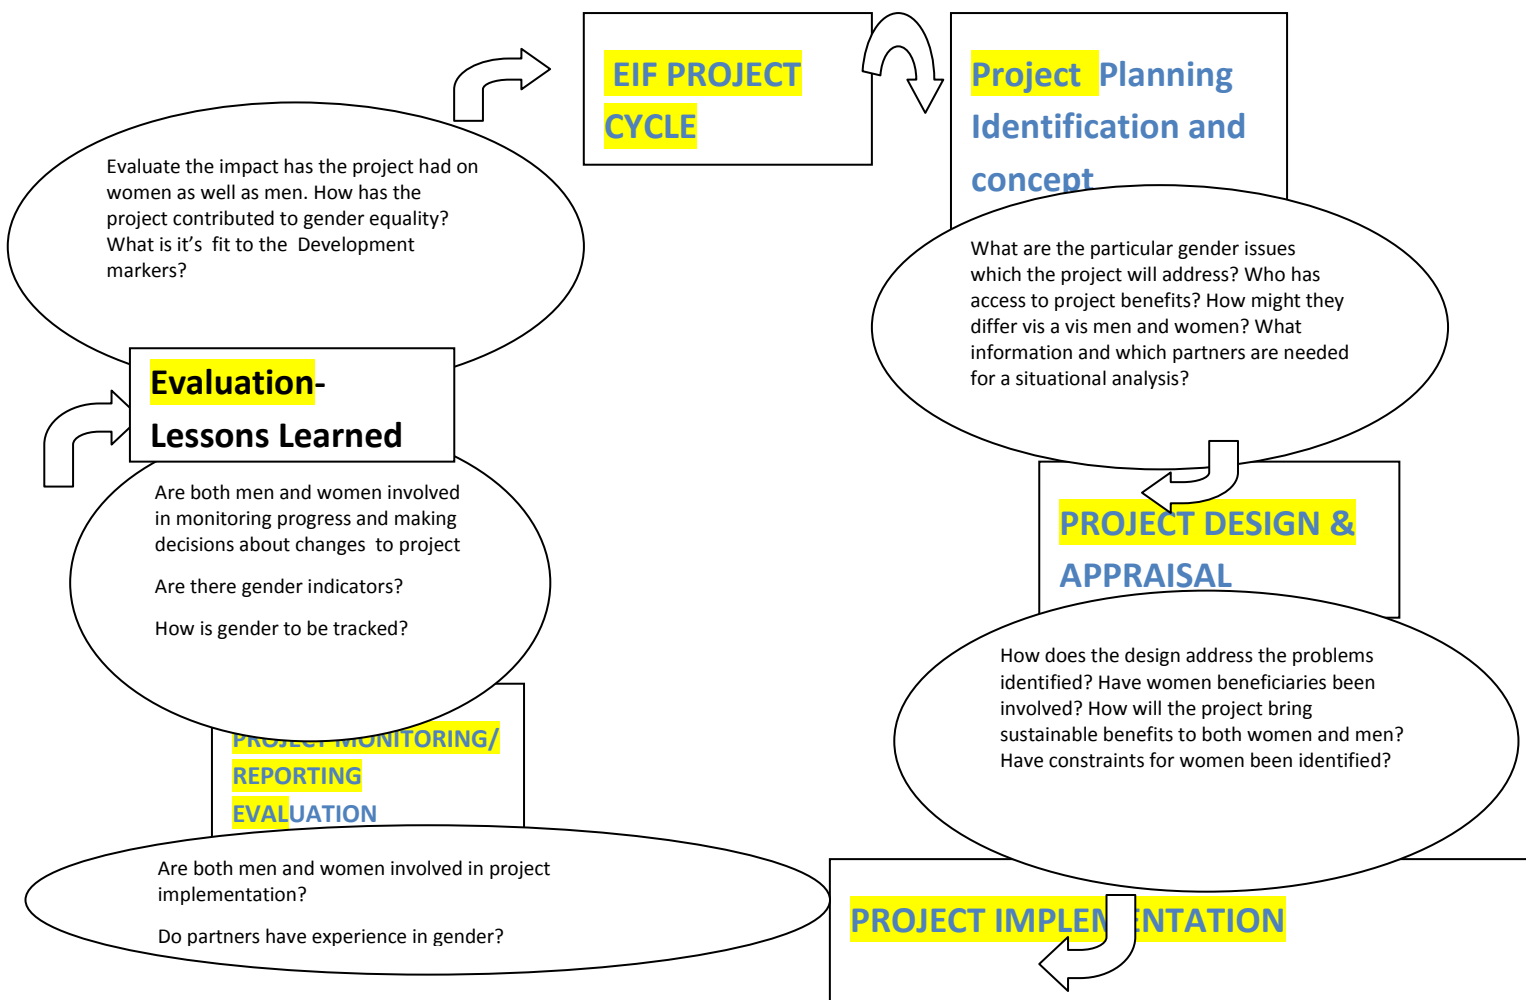 EIF PROJECT
CYCLE
Project Planning
Identification and
concept
What are the particular gender issues
which the project will address? Who has
access to project benefits? How might they
differ vis a vis men and women? What
information and which partners are needed
for a situational analysis?
PROJECT DESIGN &
APPRAISAL
How does the design address the problems
identified? Have women beneficiaries been
involved? How will the project bring
sustainable benefits to both women and men?
Have constraints for women been identified?
PROJECT IMPLEMENTATION
Are both men and women involved in project
implementation?
Do partners have experience in gender?
PROJECT MONITORING/
REPORTING
EVALUATION
Are both men and women involved
in monitoring progress and making
decisions about changes  to project
Are there gender indicators?
How is gender to be tracked?
Evaluation-
Lessons Learned
Evaluate the impact has the project had on
women as well as men. How has the
project contributed to gender equality?
What is it’s  fit to the  Development
markers?